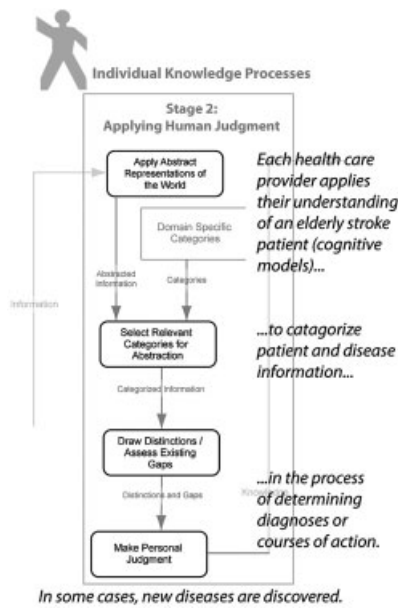 Individual Knowledge Processes
Stage 2:
Applying Human Judgment
Apply Abstract
Representations of
the World
Each health care
provider applies
their understanding
of an elderly stroke
patient (cognitive
models)...
Domain Specific
Categories
Abstracted
Information
Categories
Information
Select Relevant
Categories for
Abstraction
...to catagorize
patient and disease
information...
Categorized Information
Draw Distinctions /
Assess Existing
Gaps
Distinctions and Gaps
...in the process
of determining
diagnoses or
courses of action.
Make Personal
Judgment
In some cases, new diseases are discovered.